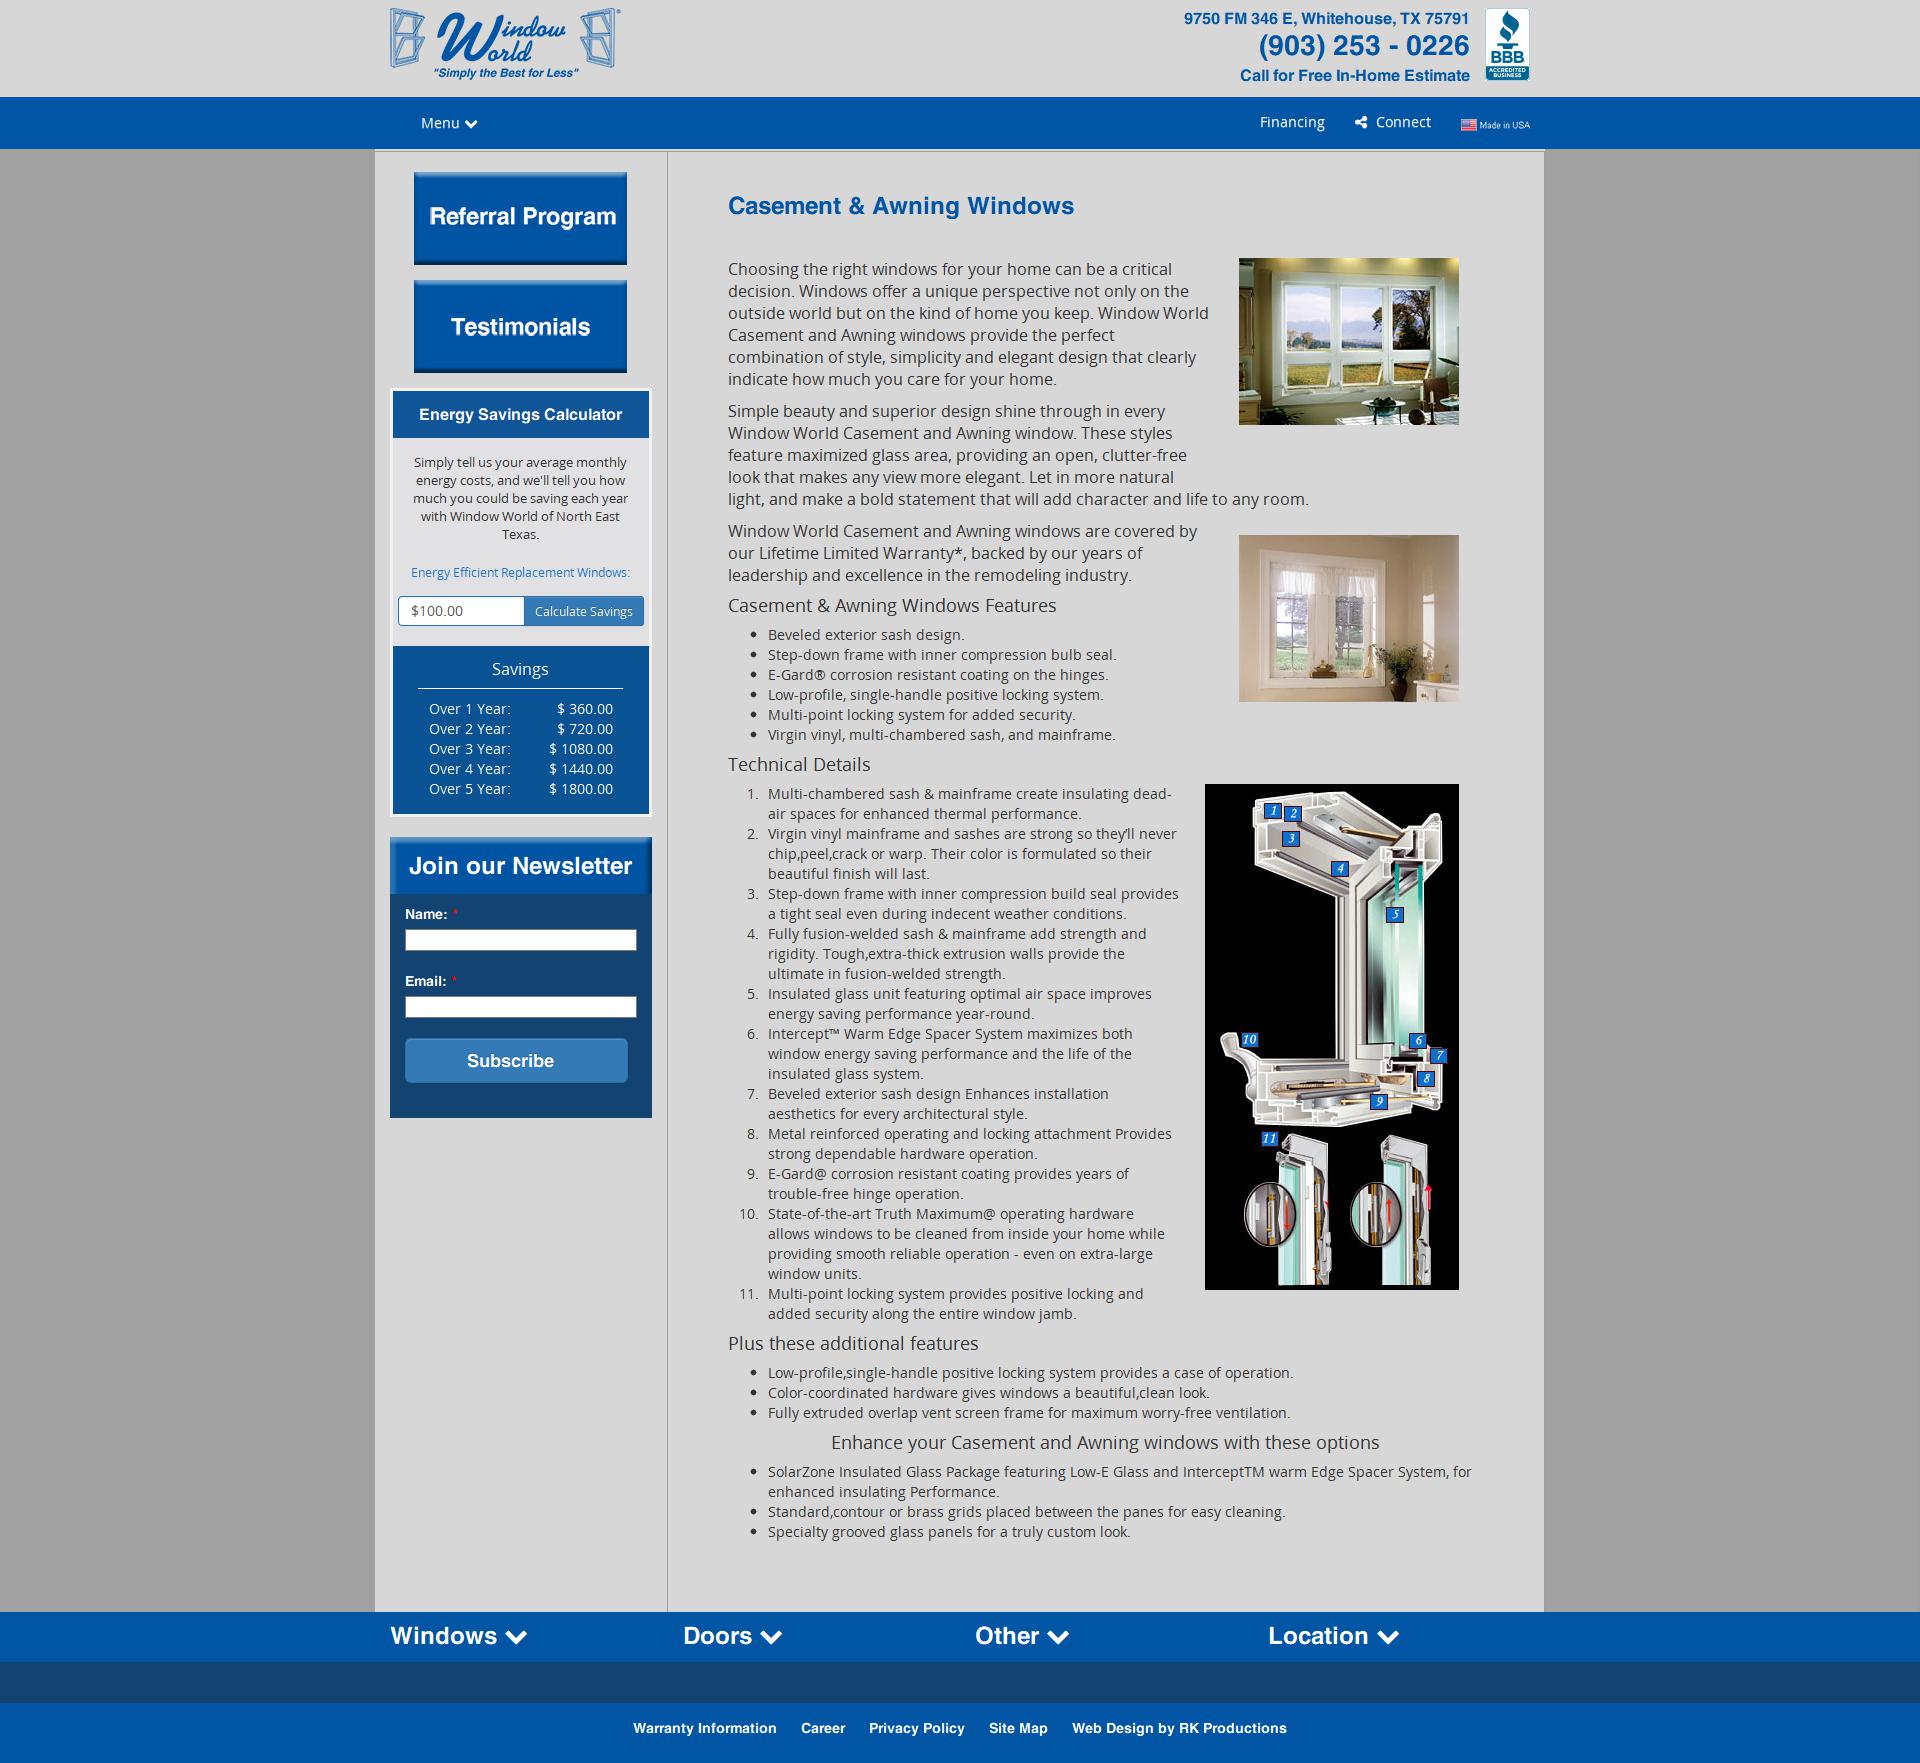 Window World
®
"Simply the Best for Less"
9750 FM 346 E, Whitehouse, TX 75791
(903) 253 - 0226
Call for Free In-Home Estimate
BBB
ACCREDITED
BUSINESS
Menu
Financing
Connect
Made in USA
Referral Program
Testimonials
Energy Savings Calculator
Simply tell us your average monthly
energy costs, and we'll tell you how
much you could be saving each year
with Window World of North East
Texas.
Energy Efficient Replacement Windows:
$100.00
Calculate Savings
Savings
Over 1 Year: $ 360.00
Over 2 Year: $ 720.00
Over 3 Year: $ 1080.00
Over 4 Year: $ 1440.00
Over 5 Year: $ 1800.00
Join our Newsletter
Name: *
Email: *
Subscribe
Casement & Awning Windows
Choosing the right windows for your home can be a critical
decision. Windows offer a unique perspective not only on the
outside world but on the kind of home you keep. Window World
Casement and Awning windows provide the perfect
combination of style, simplicity and elegant design that clearly
indicate how much you care for your home.
Simple beauty and superior design shine through in every
Window World Casement and Awning window. These styles
feature maximized glass area, providing an open, clutter-free
look that makes any view more elegant. Let in more natural
light, and make a bold statement that will add character and life to any room.
Window World Casement and Awning windows are covered by
our Lifetime Limited Warranty*, backed by our years of
leadership and excellence in the remodeling industry.
Casement & Awning Windows Features
• Beveled exterior sash design.
• Step-down frame with inner compression bulb seal.
• E-Gard® corrosion resistant coating on the hinges.
• Low-profile, single-handle positive locking system.
• Multi-point locking system for added security.
• Virgin vinyl, multi-chambered sash, and mainframe.
Technical Details
1. Multi-chambered sash & mainframe create insulating dead-
air spaces for enhanced thermal performance.
2. Virgin vinyl mainframe and sashes are strong so they'll never
chip,peel,crack or warp. Their color is formulated so their
beautiful finish will last.
3. Step-down frame with inner compression build seal provides
a tight seal even during indecent weather conditions.
4. Fully fusion-welded sash & mainframe add strength and
rigidity. Tough,extra-thick extrusion walls provide the
ultimate in fusion-welded strength.
5. Insulated glass unit featuring optimal air space improves
energy saving performance year-round.
6. Intercept™ Warm Edge Spacer System maximizes both
window energy saving performance and the life of the
insulated glass system.
7. Beveled exterior sash design Enhances installation
aesthetics for every architectural style.
8. Metal reinforced operating and locking attachment Provides
strong dependable hardware operation.
9. E-Gard@ corrosion resistant coating provides years of
trouble-free hinge operation.
10. State-of-the-art Truth Maximum@ operating hardware
allows windows to be cleaned from inside your home while
providing smooth reliable operation - even on extra-large
window units.
11. Multi-point locking system provides positive locking and
added security along the entire window jamb.
1
2
3
4
5
6
7
8
9
10
11
Plus these additional features
• Low-profile,single-handle positive locking system provides a case of operation.
• Color-coordinated hardware gives windows a beautiful,clean look.
• Fully extruded overlap vent screen frame for maximum worry-free ventilation.
Enhance your Casement and Awning windows with these options
• SolarZone Insulated Glass Package featuring Low-E Glass and InterceptTM warm Edge Spacer System, for
enhanced insulating Performance.
• Standard,contour or brass grids placed between the panes for easy cleaning.
• Specialty grooved glass panels for a truly custom look.
Windows
Doors
Other
Location
Warranty Information
Career
Privacy Policy
Site Map
Web Design by RK Productions